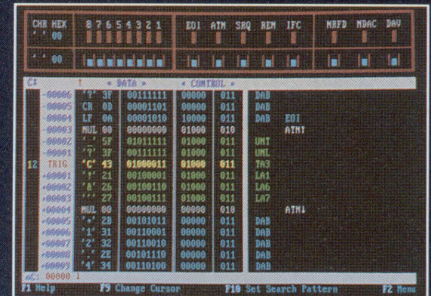 CHR HEX 8 7 6 5 4 3 2 1 EOI ATN SRQ REN IFC NRFD NDAC DAV
' ' 00
' ' 00
C# ↑ « DATA » « CONTROL »
-00006 '?' 3F 00111111 00000 011 DAB
-00005 CR 0D 00001101 00000 011 DAB
-00004 LF 0A 00001010 10000 011 DAB EOI
-00003 NUL 00 00000000 01000 010 ATN↑
-00002 '_' 5F 01011111 01000 011 UNT
-00001 '?' 3F 00111111 01000 011 UNL
12 TRIG 'C' 43 01000011 01000 011 TA3
+00001 '!' 21 00100001 01000 011 LA1
+00002 '&' 26 00100110 01000 011 LA6
+00003 ''' 27 00100111 01000 011 LA7
+00004 NUL 00 00000000 00000 010 ATN↓
+00005 '+' 2B 00101011 00000 011 DAB
+00006 '1' 31 00110001 00000 011 DAB
+00007 '2' 32 00110010 00000 011 DAB
+00008 '.' 2E 00101110 00000 011 DAB
+00009 '4' 34 00110100 00000 011 DAB
ΔC: 00000 1
F1 Help F9 Change Cursor F10 Set Search Pattern F2 Menu